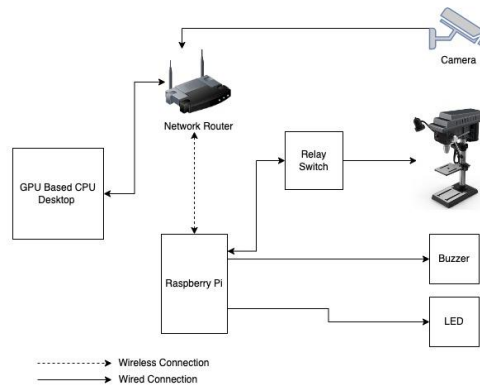 Camera
Network Router
Relay
Switch
GPU Based CPU
Desktop
Raspberry Pi
Buzzer
LED
Wireless Connection
Wired Connection